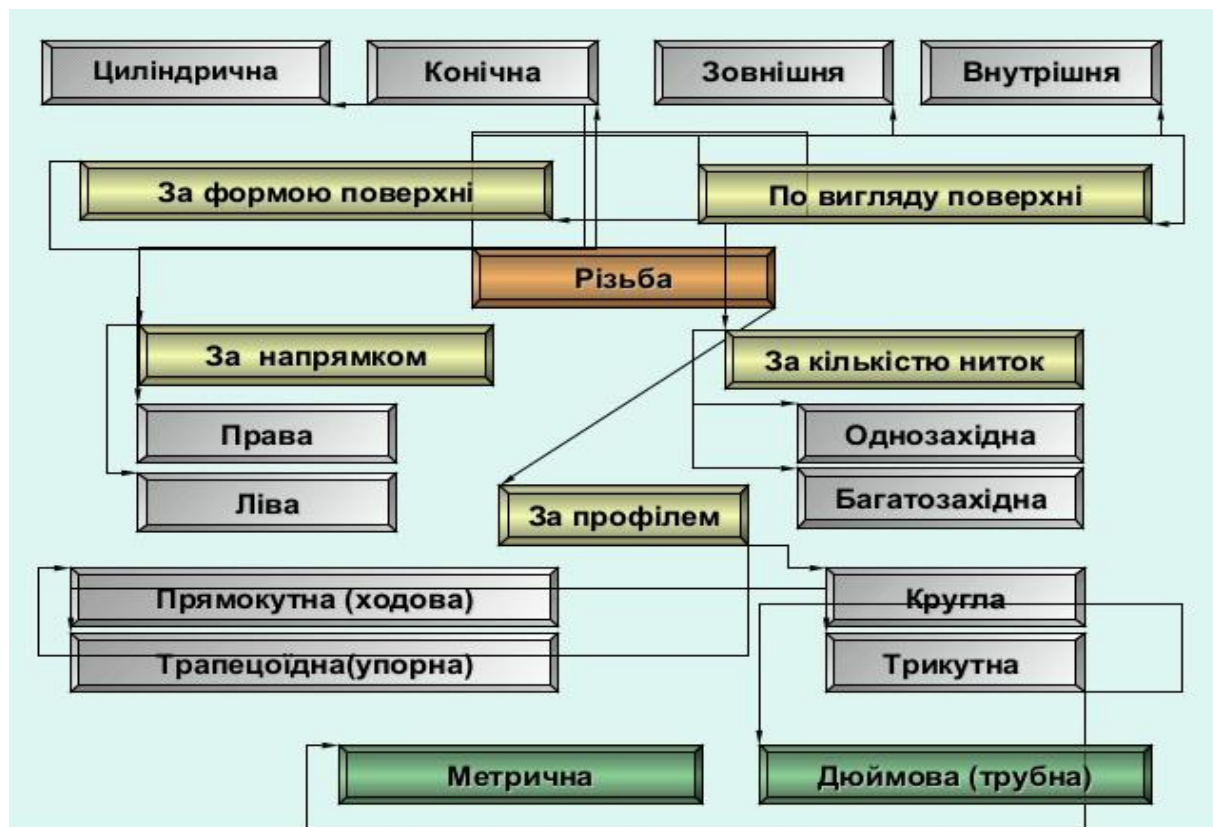 Циліндрична
Конічна
Зовнішня
Внутрішня
За формою поверхні
По вигляду поверхні
Різьба
За напрямком
За кількістю ниток
Права
Однозахідна
Ліва
Багатозахідна
За профілем
Прямокутна (ходова)
Кругла
Трапецоїдна(упорна)
Трикутна
Метрична
Дюймова (трубна)